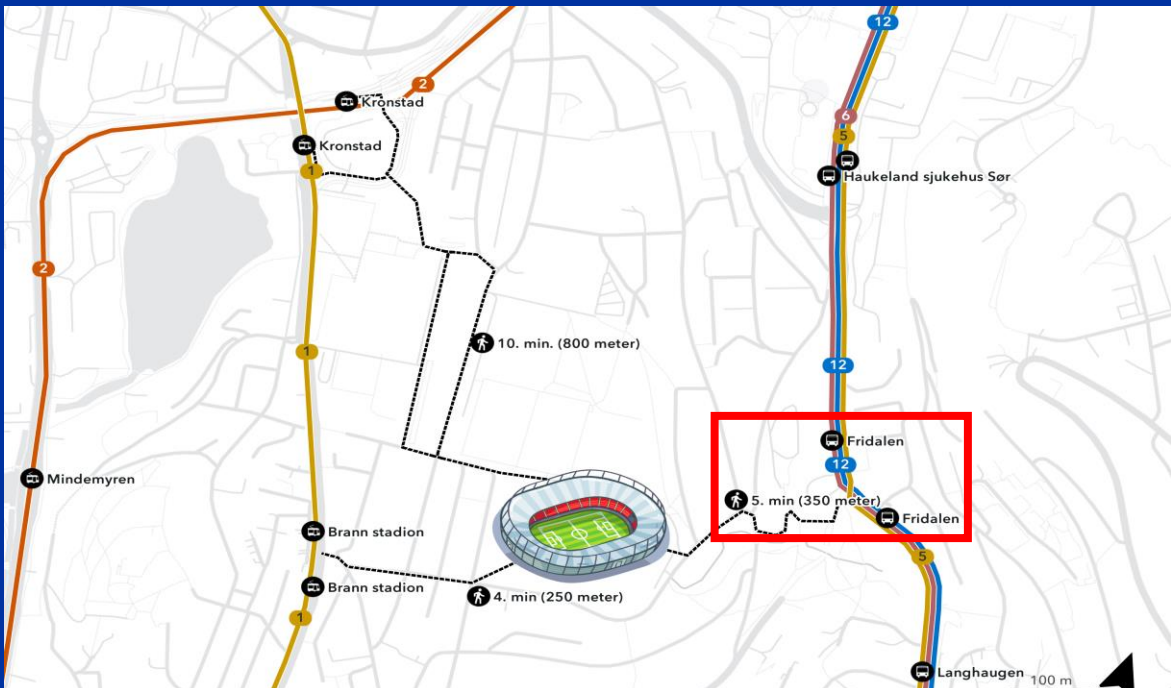 12
2
Kronstad
6
5
Kronstad
1
Haukeland sjukehus Sør
2
10. min. (800 meter)
1
12
Fridalen
12
Mindemyren
5. min (350 meter)
Fridalen
Brann stadion
5
Brann stadion
4. min (250 meter)
1
Langhaugen
100 m